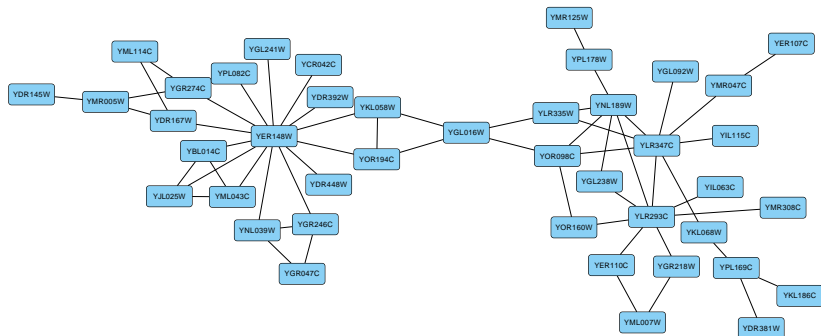 YMR125W
YER107C
YML114C
YGL241W
YPL178W
YCR042C
YGL092W
YPL082C
YMR047C
YGR274C
YDR145W
YMR005W
YDR392W
YKL058W
YNL189W
YLR335W
YDR167W
YER148W
YGL016W
YIL115C
YLR347C
YBL014C
YOR194C
YOR098C
YGL238W
YDR448W
YIL063C
YJL025W
YML043C
YMR308C
YLR293C
YGR246C
YOR160W
YNL039W
YKL068W
YER110C
YGR218W
YPL169C
YGR047C
YKL186C
YML007W
YDR381W